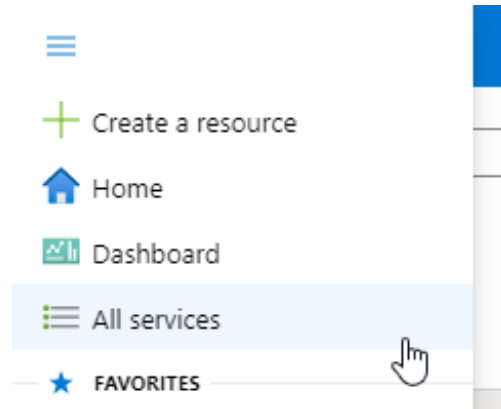 Create a resource
Home
Dashboard
All services
FAVORITES